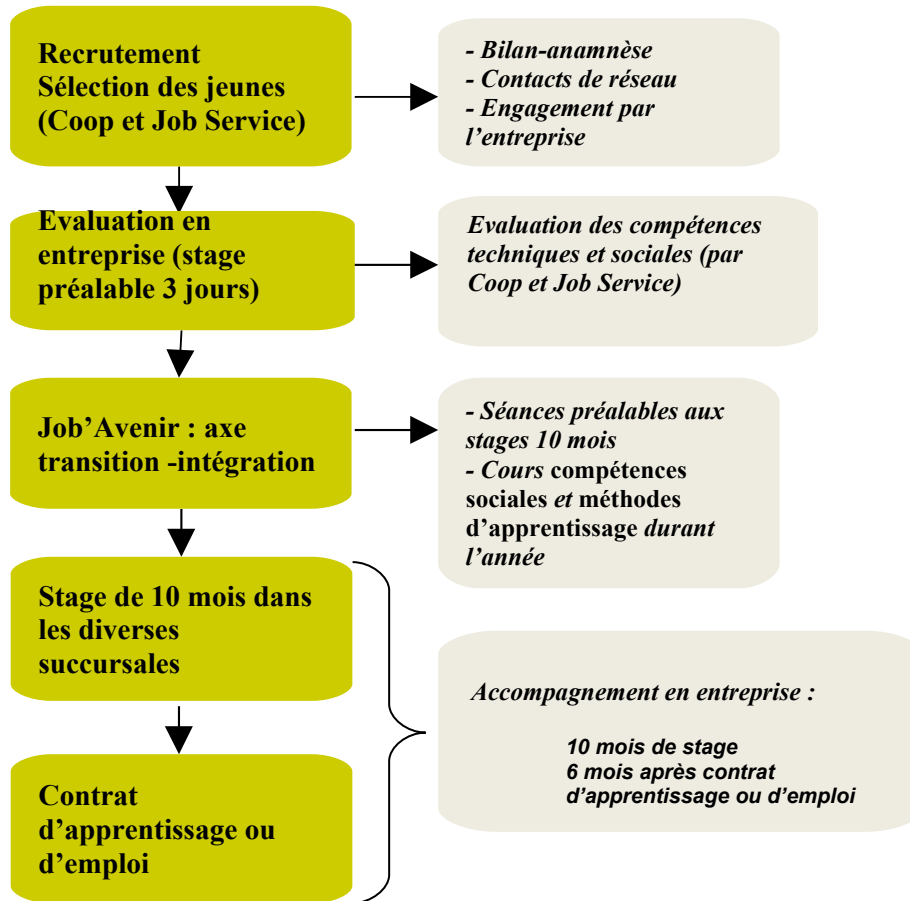 Recrutement
Sélection des jeunes
(Coop et Job Service)
- Bilan-anamnèse
- Contacts de réseau
- Engagement par
l’entreprise
Evaluation en
entreprise (stage
préalable 3 jours)
Evaluation des compétences
techniques et sociales (par
Coop et Job Service)
Job’Avenir : axe
transition -intégration
- Séances préalables aux
stages 10 mois
- Cours compétences
sociales et méthodes
d’apprentissage durant
l’année
Stage de 10 mois dans
les diverses
succursales
Contrat
d’apprentissage ou
d’emploi
Accompagnement en entreprise :
10 mois de stage
6 mois après contrat
d’apprentissage ou d’emploi